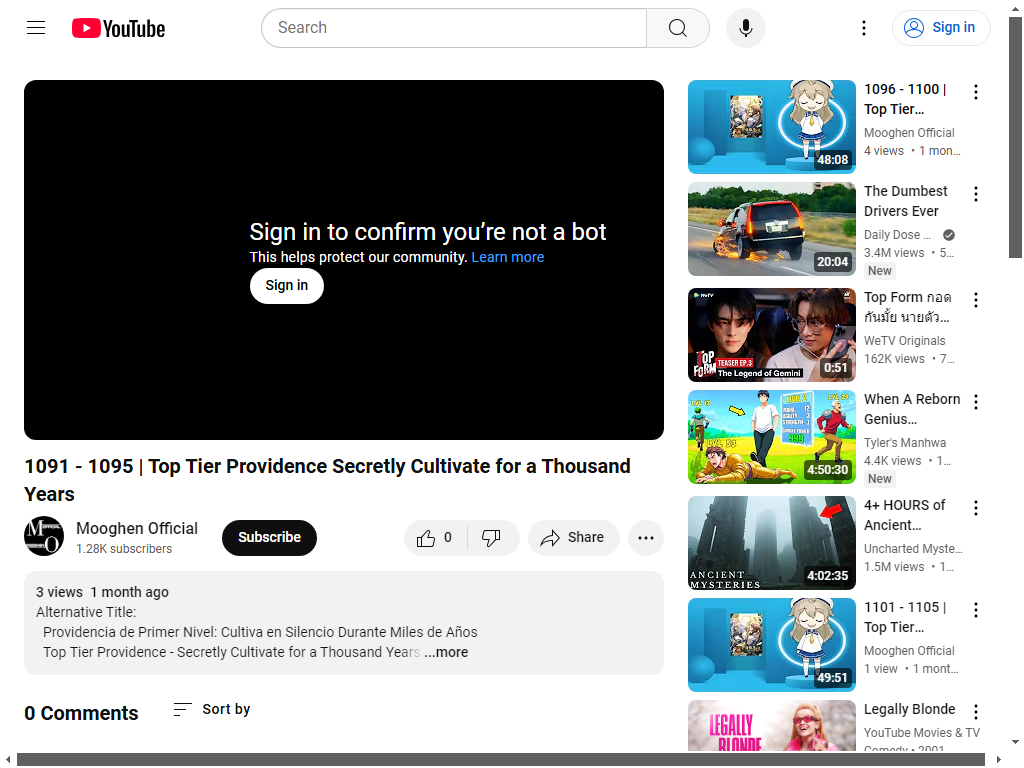 YouTube
Search
Sign in
Sign in to confirm you’re not a bot
This helps protect our community. Learn more
Sign in
1091 - 1095 | Top Tier Providence Secretly Cultivate for a Thousand
Years
Mooghen Official
1.28K subscribers
Subscribe
0
Share
3 views 1 month ago
Alternative Title:
Providencia de Primer Nivel: Cultiva en Silencio Durante Miles de Años
Top Tier Providence - Secretly Cultivate for a Thousand Years ...more
0 Comments
Sort by
48:08
1096 - 1100 |
Top Tier…
Mooghen Official
4 views • 1 mon…
20:04
The Dumbest
Drivers Ever
Daily Dose …
3.4M views • 5…
New
WeTV
TOP
FORM
TEASER EP.3
The Legend of Gemini
0:51
Top Form กอด
กันมั้ย นายตัว…
WeTV Originals
162K views • 7…
LVL 53
999
4:50:30
When A Reborn
Genius…
Tyler's Manhwa
4.4K views • 1…
New
ANCIENT
MYSTERIES
4:02:35
4+ HOURS of
Ancient…
Uncharted Myste…
1.5M views • 1…
49:51
1101 - 1105 |
Top Tier…
Mooghen Official
1 view • 1 mont…
LEGALLY
BLONDE
Legally Blonde
YouTube Movies & TV
Comedy • 2001